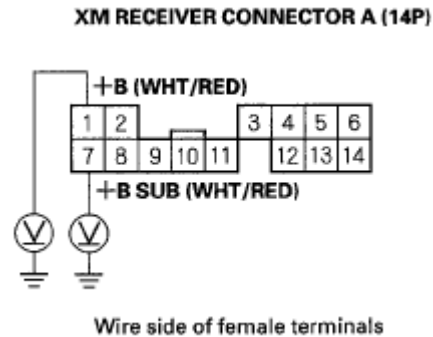 XM RECEIVER CONNECTOR A (14P)
+B (WHT/RED)
1 2 3 4 5 6
7 8 9 10 11 12 13 14
+B SUB (WHT/RED)
V V
Wire side of female terminals